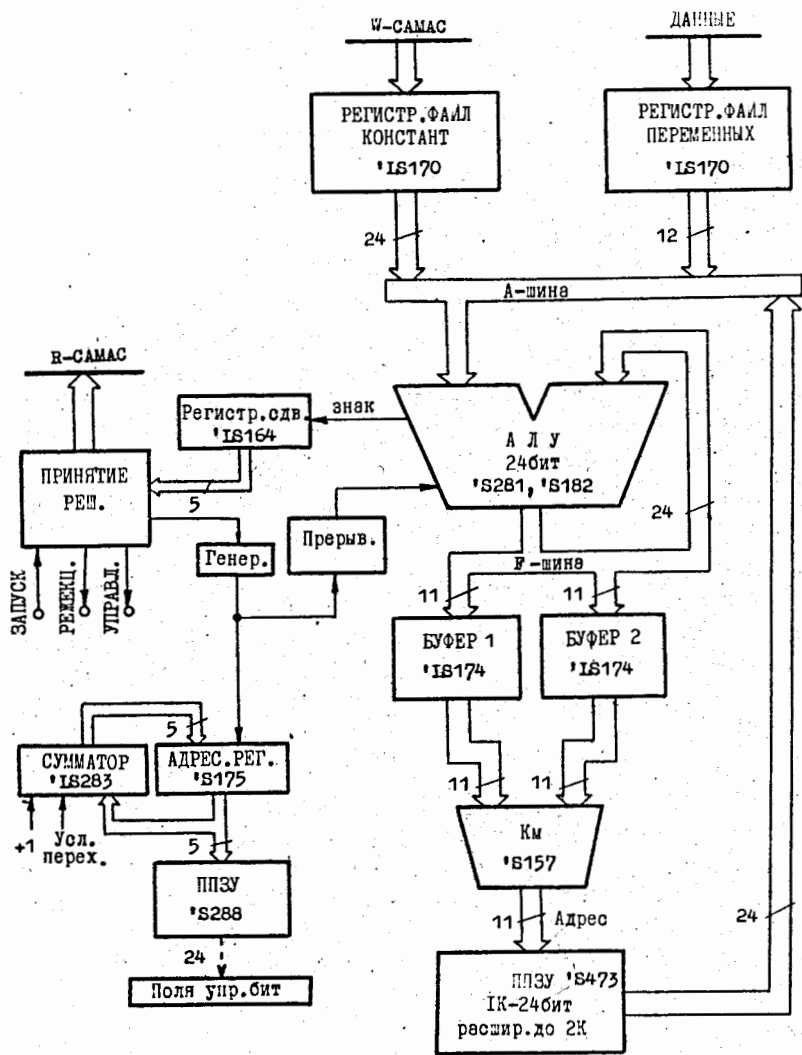 W-CAMAC
ДАННЫЕ
РЕГИСТР.ФАЙЛ
КОНСТАНТ
'LS170
РЕГИСТР.ФАЙЛ
ПЕРЕМЕННЫХ
'LS170
24
12
А-шина
R-CAMAC
Регистр.сдв.
'LS164
знак
А Л У
24бит
'S281, 'S182
ПРИНЯТИЕ
РЕШ.
5
Генер.
Прерыв.
24
F-шина
ЗАПУСК
РЕЖЕКЦ.
УПРАВЛ.
11
11
БУФЕР 1
'LS174
БУФЕР 2
'LS174
5
СУММАТОР
'LS283
АДРЕС.РЕГ.
'S175
11
11
+1
Усл.
перех.
5
Км
'S157
ППЗУ
'S288
11
Адрес
24
24
Поля упр.бит
ППЗУ 'S473
1К-24бит
расшир.до 2К